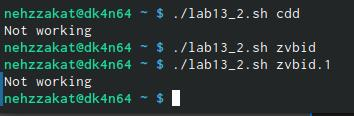 nehzzakat@dk4n64 ~ $ ./lab13_2.sh cdd
Not working
nehzzakat@dk4n64 ~ $ ./lab13_2.sh zvbid
nehzzakat@dk4n64 ~ $ ./lab13_2.sh zvbid.1
Not working
nehzzakat@dk4n64 ~ $